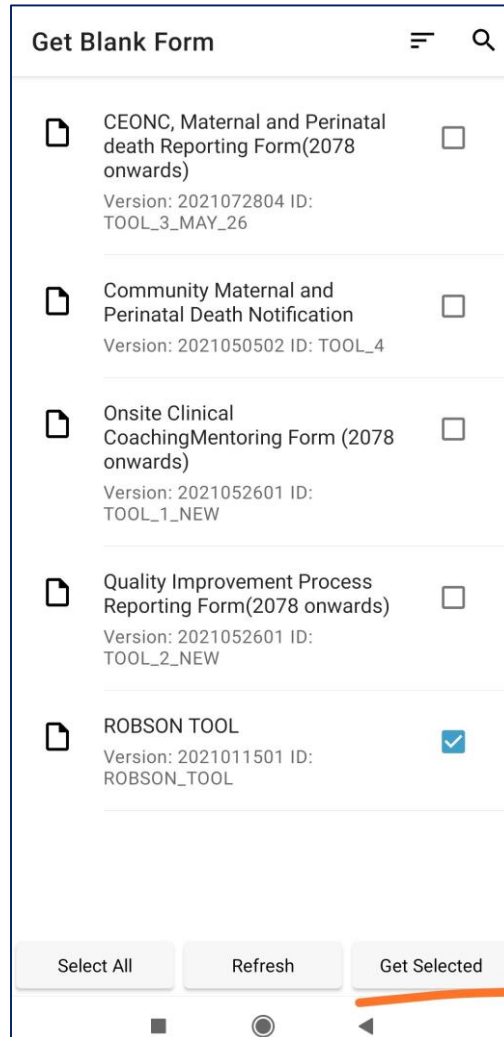 Get Blank Form
CEONC, Maternal and Perinatal
death Reporting Form(2078
onwards)
Version: 2021072804 ID:
TOOL_3_MAY_26
Community Maternal and
Perinatal Death Notification
Version: 2021050502 ID: TOOL_4
Onsite Clinical
CoachingMentoring Form (2078
onwards)
Version: 2021052601 ID:
TOOL_1_NEW
Quality Improvement Process
Reporting Form(2078 onwards)
Version: 2021052601 ID:
TOOL_2_NEW
ROBSON TOOL
Version: 2021011501 ID:
ROBSON_TOOL
Select All Refresh Get Selected